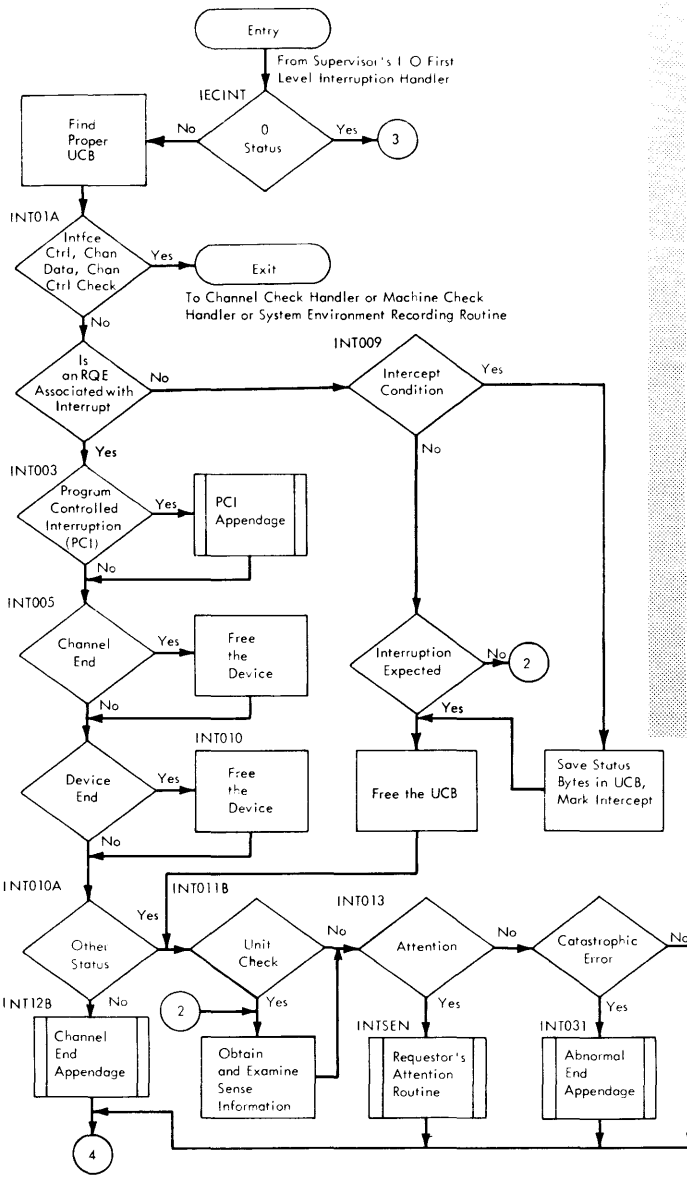 Entry
From Supervisor's I O First
Level Interruption Handler
IECINT
Find
Proper
UCB
No
0
Status
Yes
3
INT01A
Intfce
Ctrl, Chan
Data, Chan
Ctrl Check
Yes
Exit
To Channel Check Handler or Machine Check
Handler or System Environment Recording Routine
No
Is
an RQE
Associated with
Interrupt
No
INT009
Intercept
Condition
Yes
No
Yes
INT003
Program
Controlled
Interruption
(PCI)
Yes
PCI
Appendage
No
INT005
Channel
End
Yes
Free
the
Device
No
Interruption
Expected
No
2
Yes
INT010
Device
End
Yes
Free
the
Device
No
Free the UCB
Save Status
Bytes in UCB,
Mark Intercept
INT010A
Other
Status
Yes
INT011B
Unit
Check
No
INT013
Attention
No
Catastrophic
Error
No
INT12B
No
2
Yes
INTSEN
Yes
INT031
Yes
Channel
End
Appendage
Obtain
and Examine
Sense
Information
Requestor's
Attention
Routine
Abnormal
End
Appendage
4